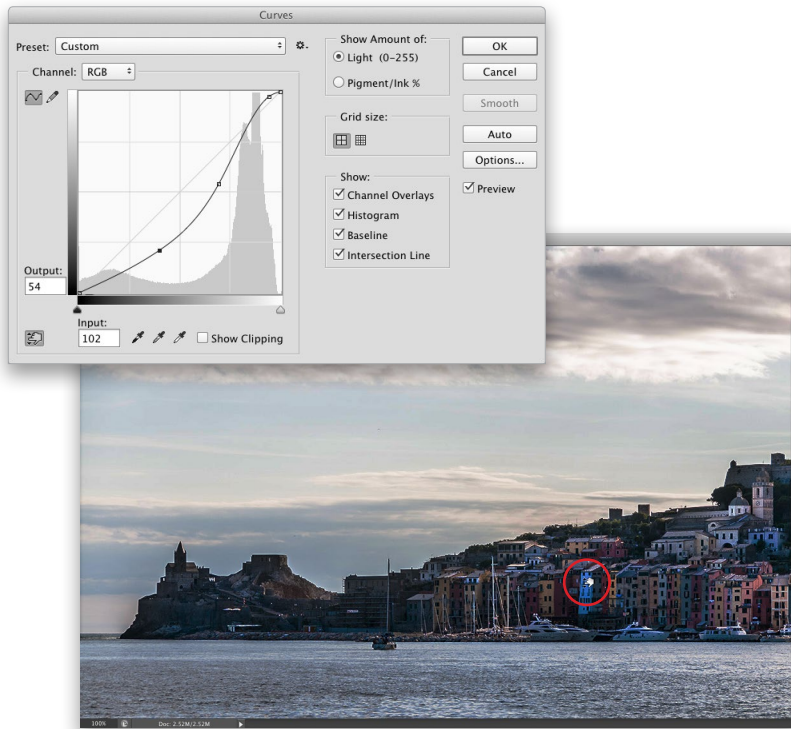 Curves
Preset: Custom
Channel: RGB
Output:
54
Input:
102
Show Clipping
Show Amount of:
Light (0-255)
Pigment/Ink %
Grid size:
Show:
Channel Overlays
Histogram
Baseline
Intersection Line
OK
Cancel
Smooth
Auto
Options...
Preview
100%
Doc: 2.52M/2.52M